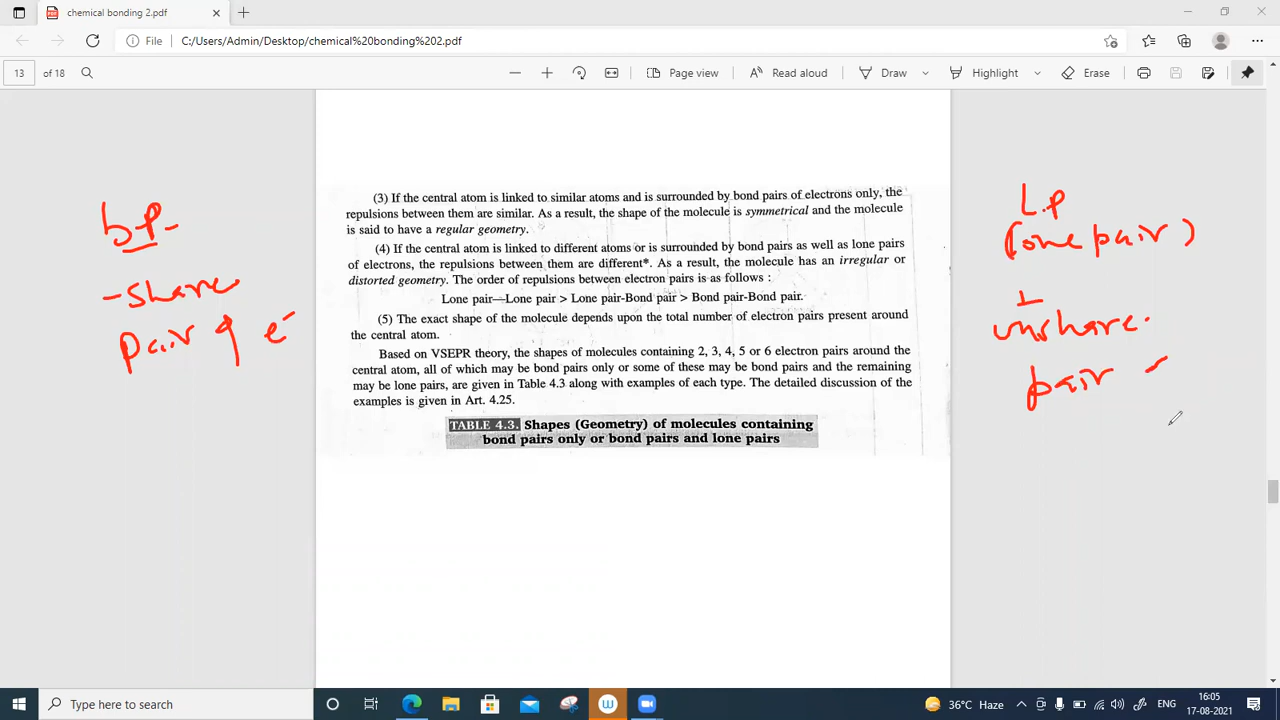 chemical bonding 2.pdf
File
C:/Users/Admin/Desktop/chemical%20bonding%202.pdf
13 of 18
Page view
Read aloud
Draw
Highlight
Erase
(3) If the central atom is linked to similar atoms and is surrounded by bond pairs of electrons only, the
repulsions between them are similar. As a result, the shape of the molecule is symmetrical and the molecule
is said to have a regular geometry.
(4) If the central atom is linked to different atoms or is surrounded by bond pairs as well as lone pairs
of electrons, the repulsions between them are different*. As a result, the molecule has an irregular or
distorted geometry. The order of repulsions between electron pairs is as follows :
Lone pair—Lone pair > Lone pair-Bond pair > Bond pair-Bond pair.
(5) The exact shape of the molecule depends upon the total number of electron pairs present around
the central atom.
Based on VSEPR theory, the shapes of molecules containing 2, 3, 4, 5 or 6 electron pairs around the
central atom, all of which may be bond pairs only or some of these may be bond pairs and the remaining
may be lone pairs, are given in Table 4.3 along with examples of each type. The detailed discussion of the
examples is given in Art. 4.25.
TABLE 4.3. Shapes (Geometry) of molecules containing
bond pairs only or bond pairs and lone pairs
bp-
-share
pair of e-
L.p
(lone pair)
unshare.
pair -
Type here to search
36°C Haze
16:05
17-08-2021